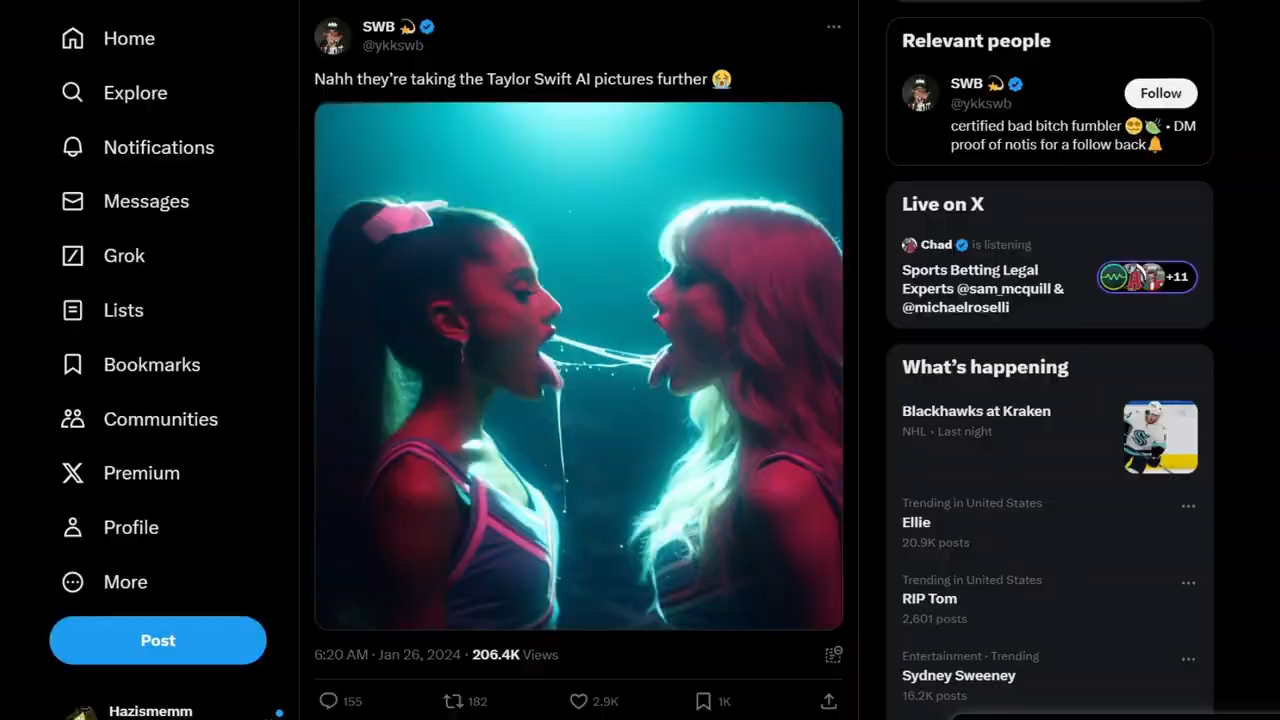 Home
Explore
Notifications
Messages
Grok
Lists
Bookmarks
Communities
Premium
Profile
More
Post
Hazismemm
SWB
@ykkswb
Nahh they're taking the Taylor Swift AI pictures further 😭
6:20 AM · Jan 26, 2024 · 206.4K Views
155
182
2.9K
1K
Relevant people
SWB
@ykkswb
Follow
certified bad bitch fumbler 😵‍💫🍃 • DM
proof of notis for a follow back🔔
Live on X
Chad is listening
Sports Betting Legal
Experts @sam_mcquill &
@michaelroselli
+11
What's happening
Blackhawks at Kraken
NHL · Last night
Trending in United States
Ellie
20.9K posts
Trending in United States
RIP Tom
2,601 posts
Entertainment · Trending
Sydney Sweeney
16.2K posts